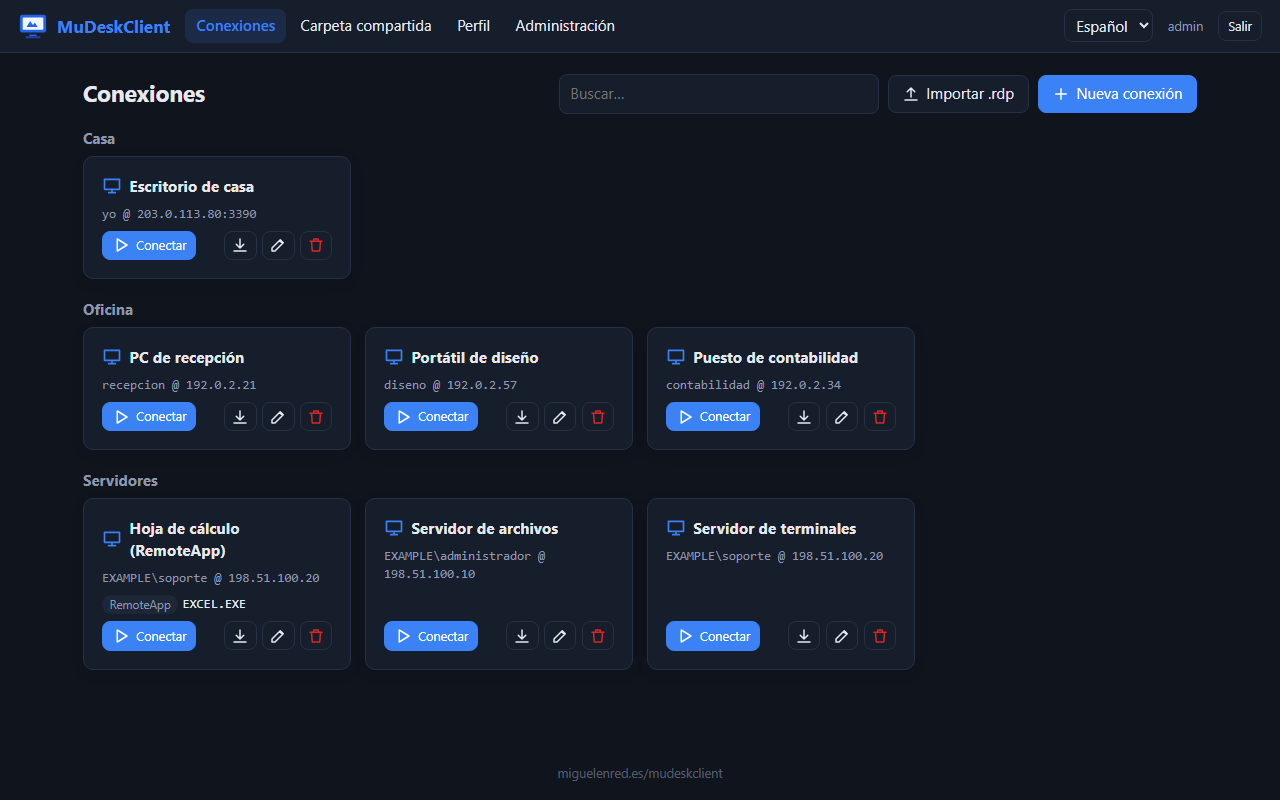 MuDeskClient
Conexiones
Carpeta compartida
Perfil
Administración
Español
admin
Salir
Conexiones
Buscar...
Importar .rdp
Nueva conexión
Casa
Escritorio de casa
yo @ 203.0.113.80:3390
Conectar
Oficina
PC de recepción
recepcion @ 192.0.2.21
Conectar
Portátil de diseño
diseno @ 192.0.2.57
Conectar
Puesto de contabilidad
contabilidad @ 192.0.2.34
Conectar
Servidores
Hoja de cálculo
(RemoteApp)
EXAMPLE\soporte @ 198.51.100.20
RemoteApp EXCEL.EXE
Conectar
Servidor de archivos
EXAMPLE\administrador @
198.51.100.10
Conectar
Servidor de terminales
EXAMPLE\soporte @ 198.51.100.20
Conectar
miguelenred.es/mudeskclient